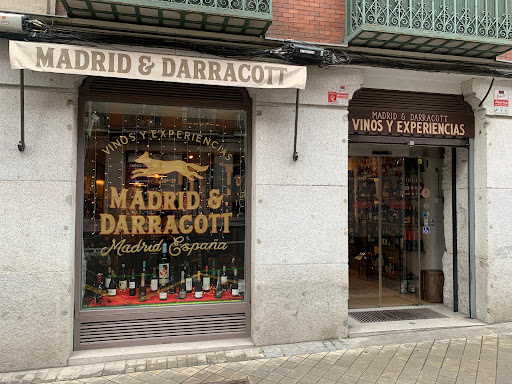 MADRID & DARRACOTT
VINOS Y EXPERIENCIAS
MADRID &
DARRACOTT
Madrid España
MADRID & DARRACOTT
VINOS Y EXPERIENCIAS